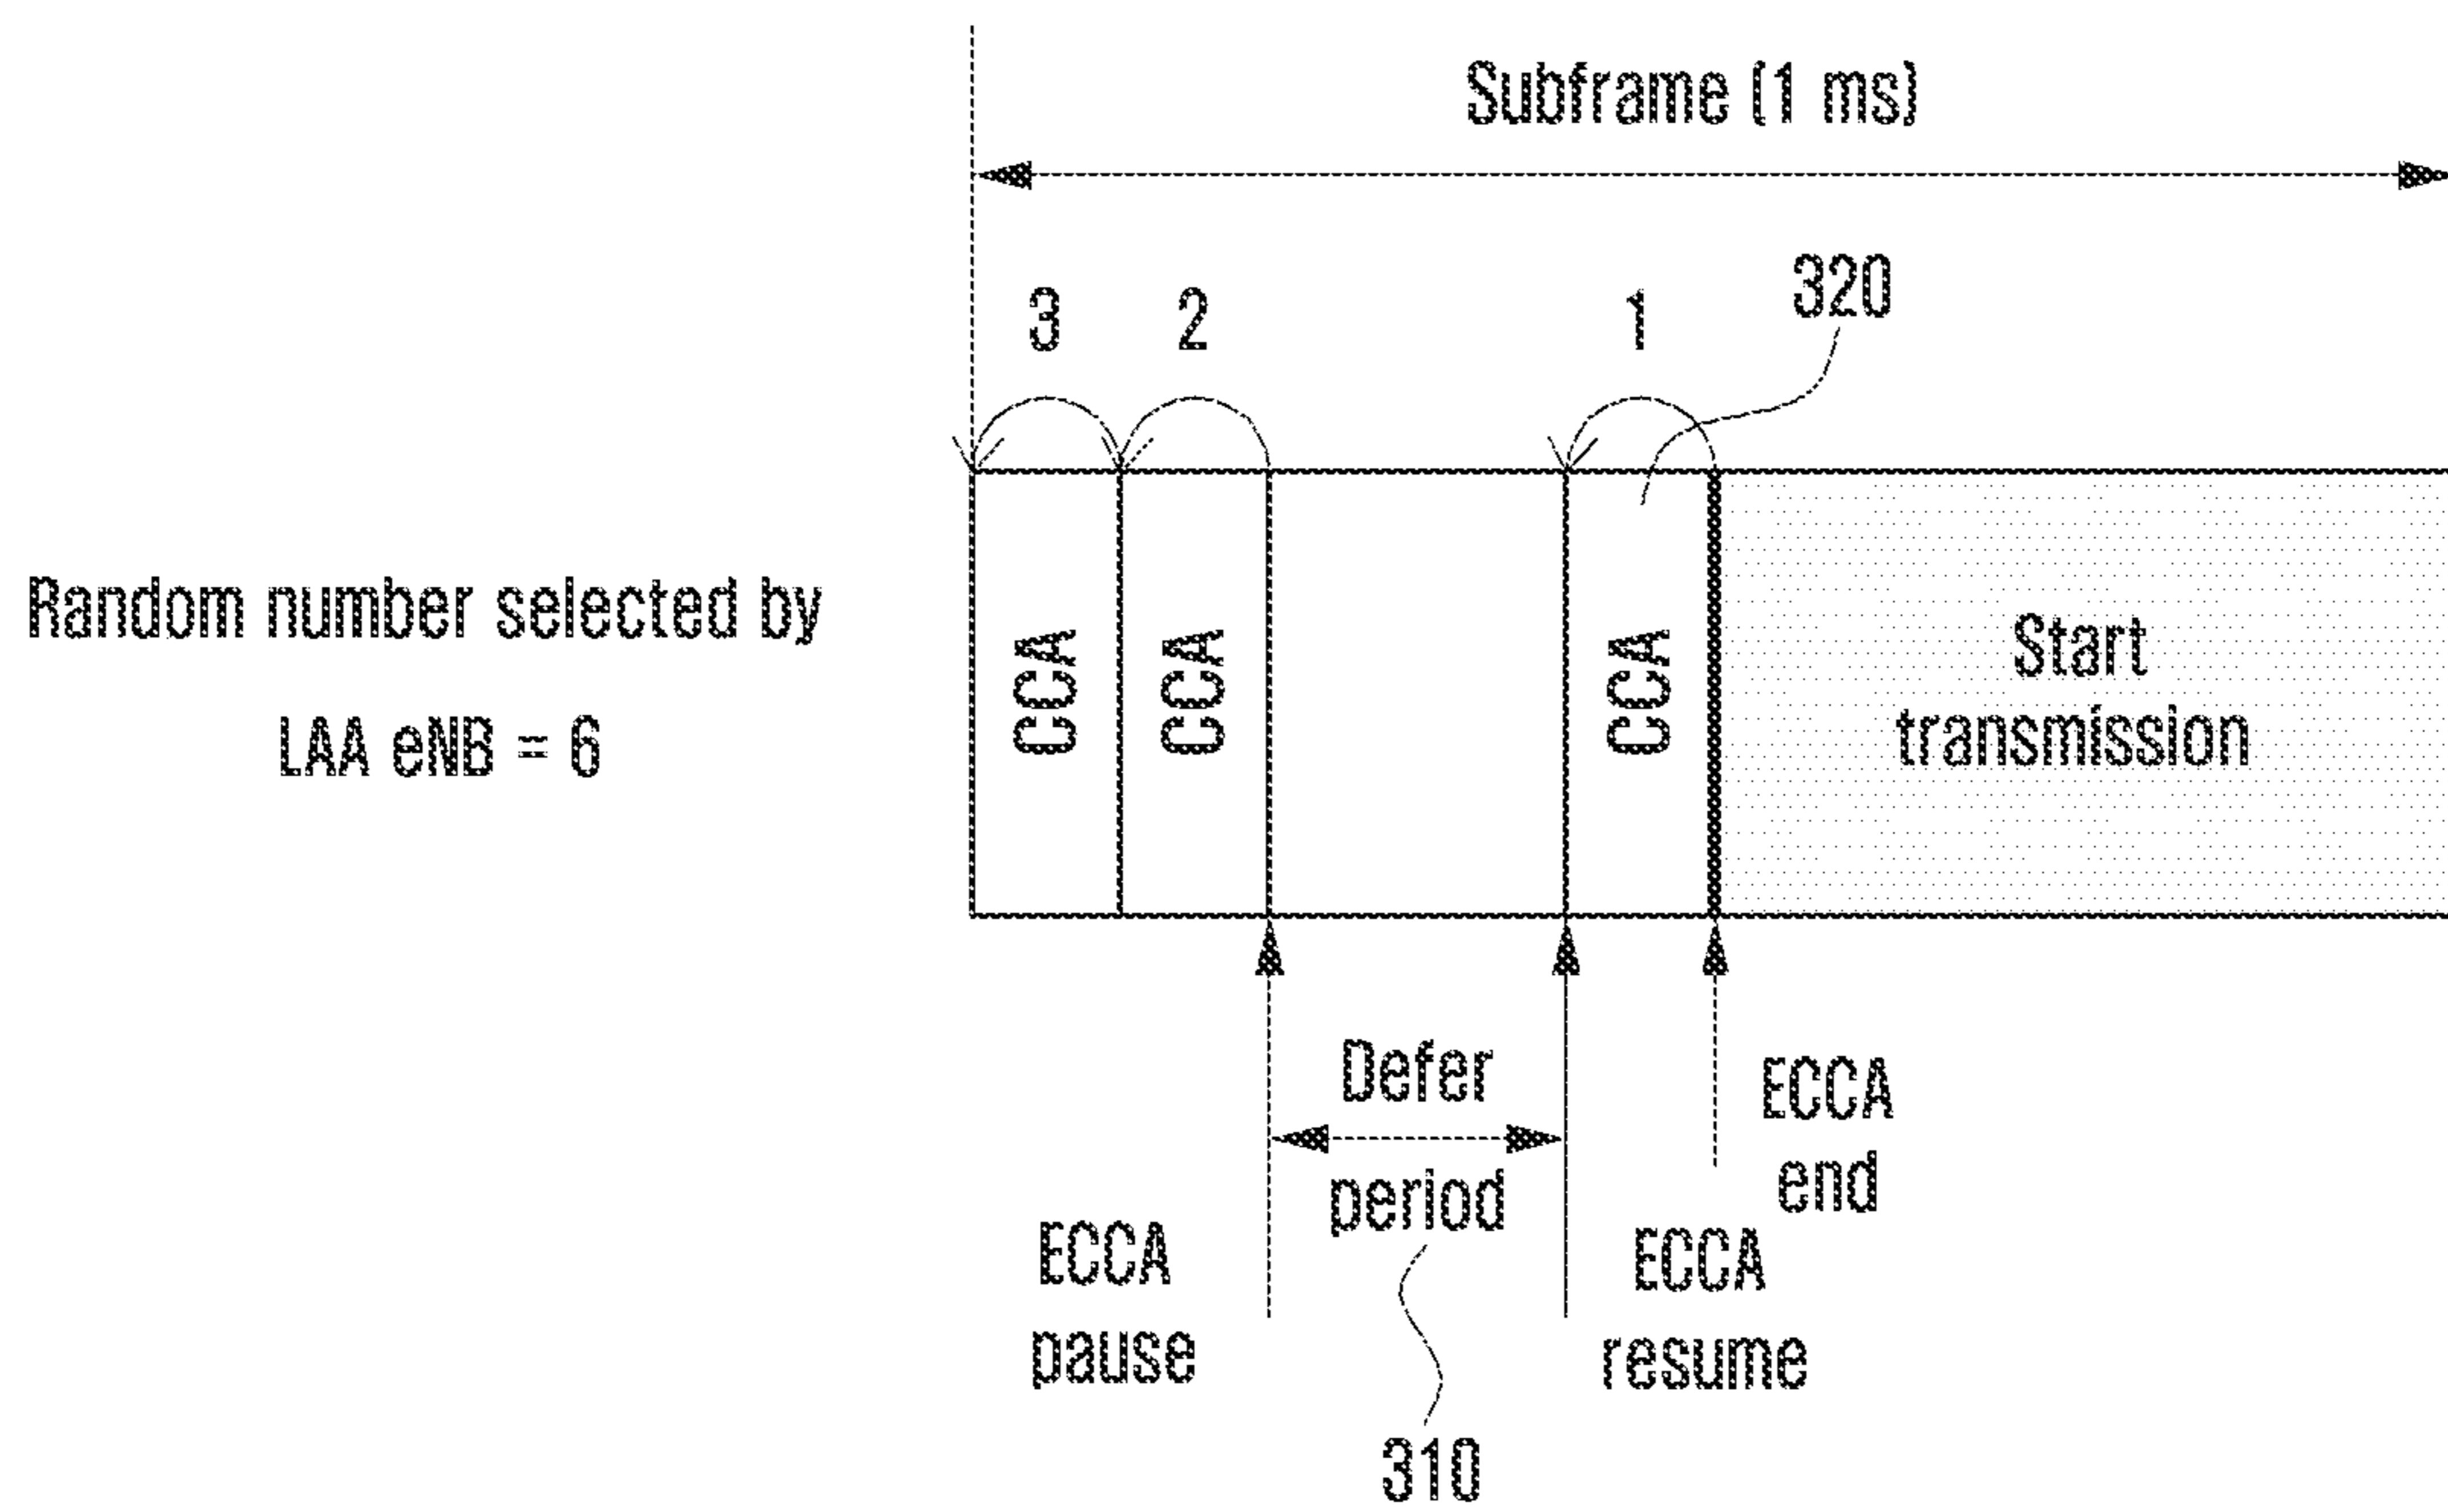 Subframe (1 ms)
3
2
1
320
Random number selected by
LAA eNB = 6
CCA
CCA
CCA
Start
transmission
Defer
period
ECCA
end
ECCA
pause
ECCA
resume
310